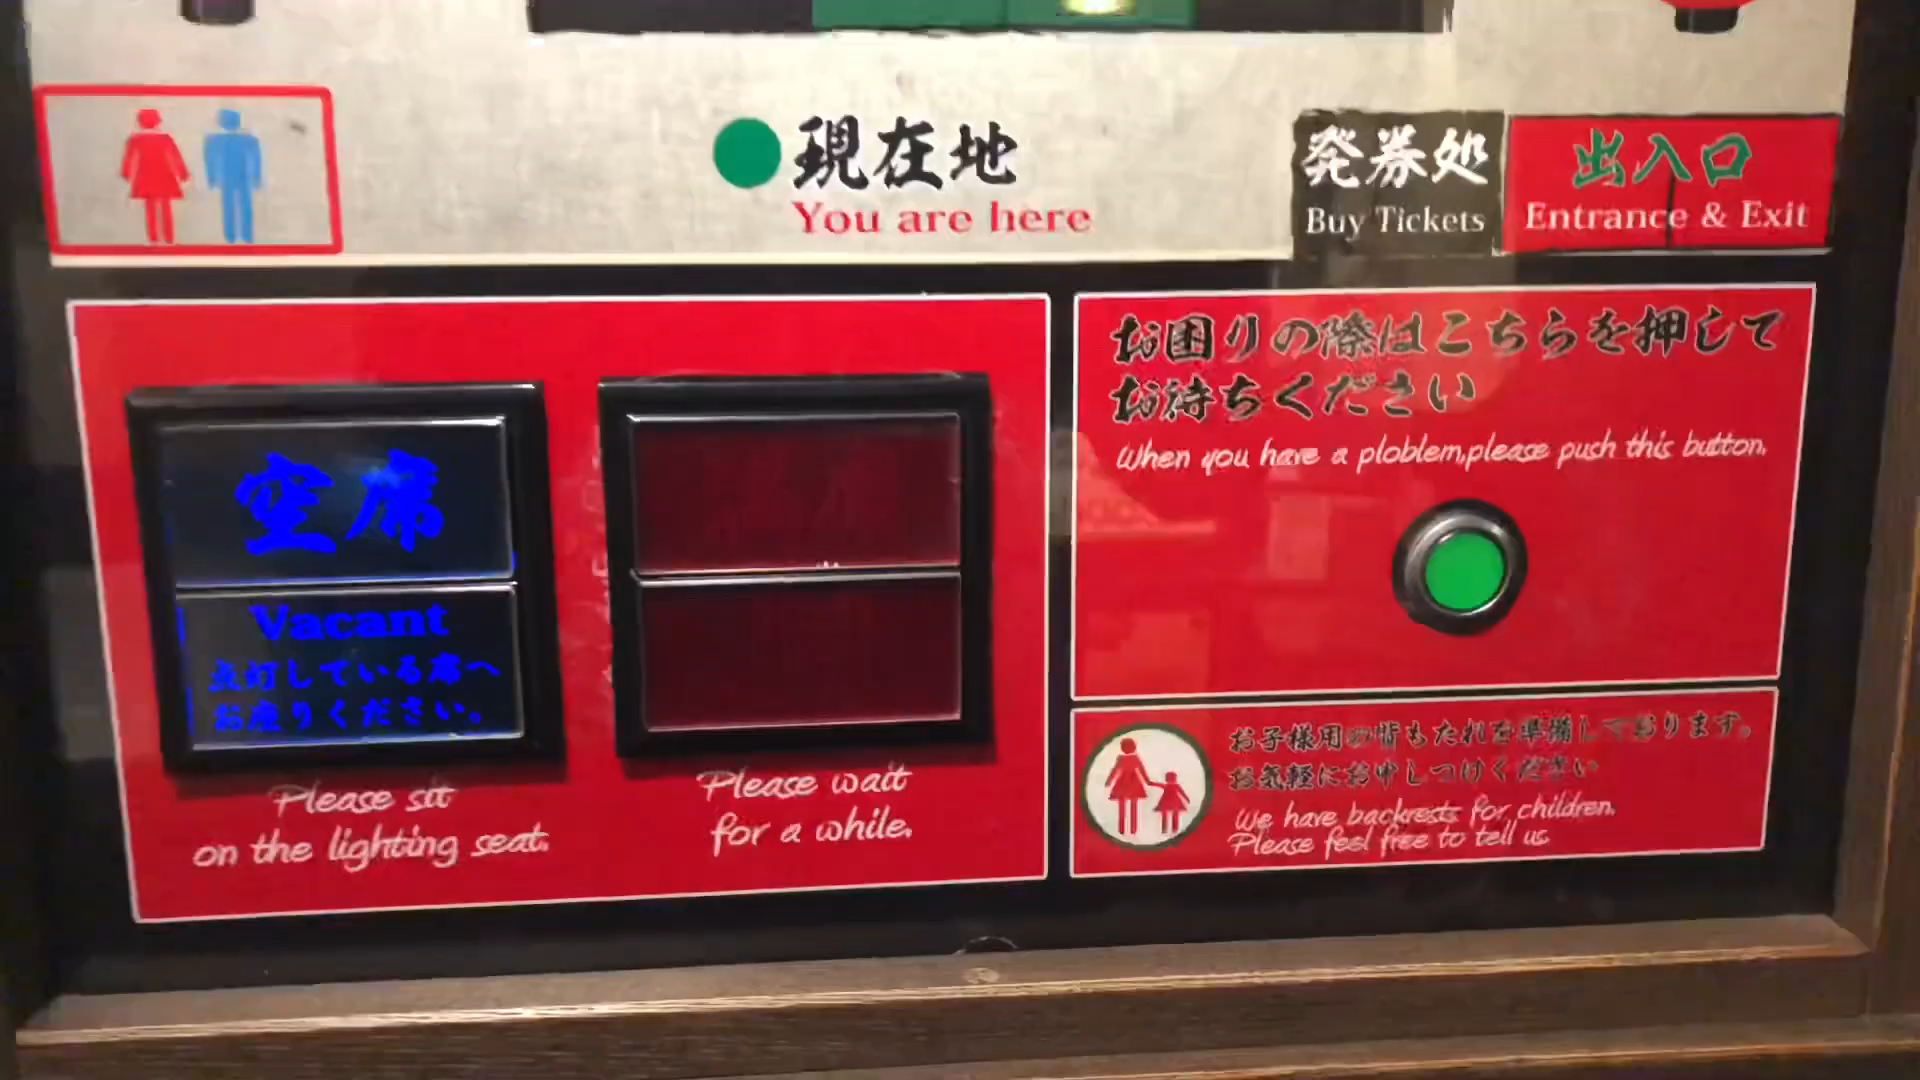 現在地
You are here
発券処
Buy Tickets
出入口
Entrance & Exit
空席
Vacant
点灯している席へ
お座りください。
Please sit
on the lighting seat.
Please wait
for a while.
お困りの際はこちらを押して
お待ちください
When you have a ploblem,please push this button.
お子様用の背もたれを準備しております。
お気軽にお申しつけください
We have backrests for children.
Please feel free to tell us.